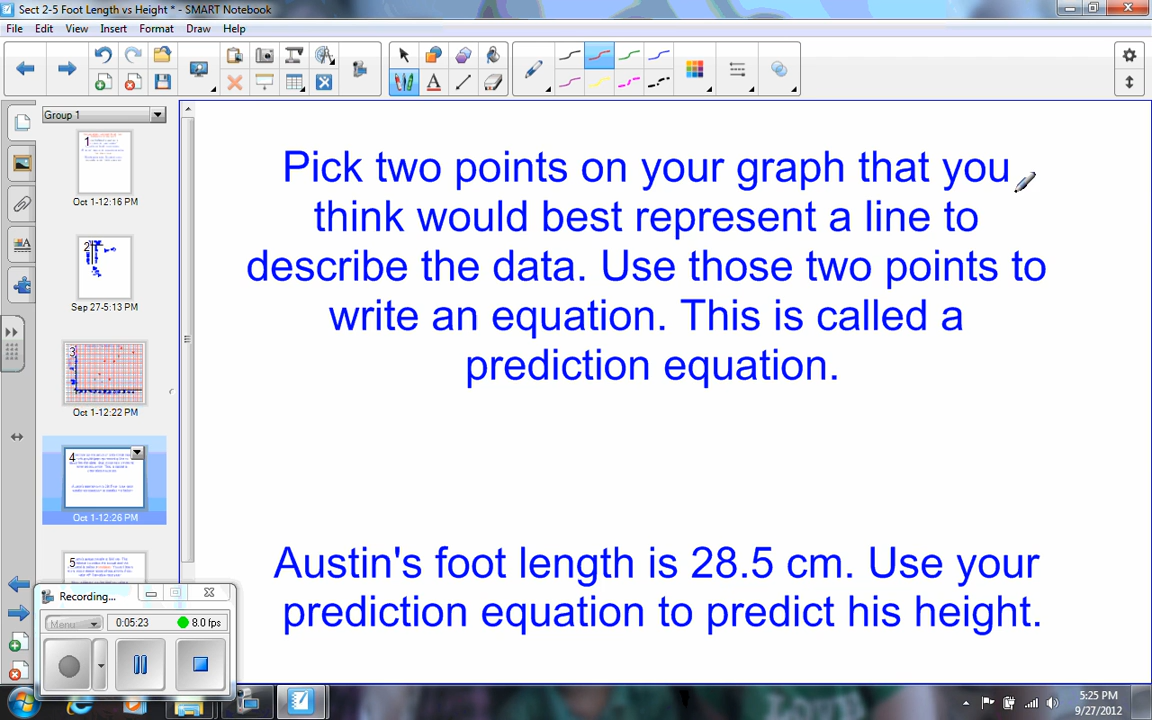 Sect 2-5 Foot Length vs Height * - SMART Notebook
File Edit View Insert Format Draw Help
Group 1
1
Oct 1-12:16 PM
2
Sep 27-5:13 PM
3
Oct 1-12:22 PM
4
Oct 1-12:26 PM
5
Pick two points on your graph that you
think would best represent a line to
describe the data. Use those two points to
write an equation. This is called a
prediction equation.
Austin's foot length is 28.5 cm. Use your
prediction equation to predict his height.
Recording...
Menu
0:05:23
8.0 fps
5:25 PM
9/27/2012